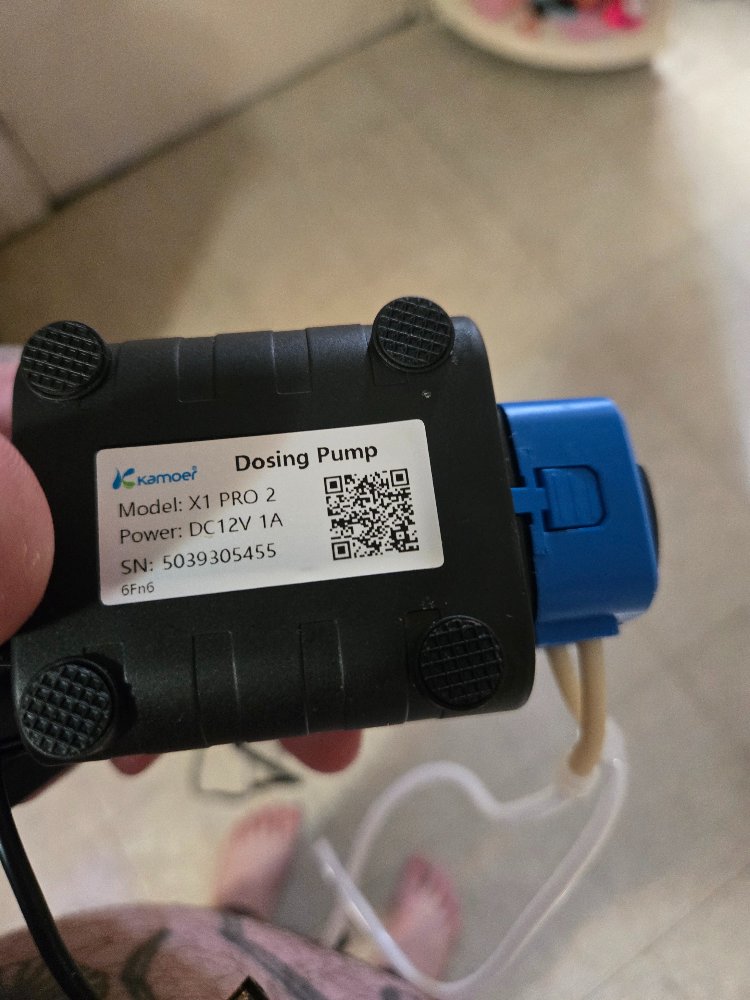 Kamoer
Dosing Pump
Model: X1 PRO 2
Power: DC12V 1A
SN: 5039305455
6Fn6